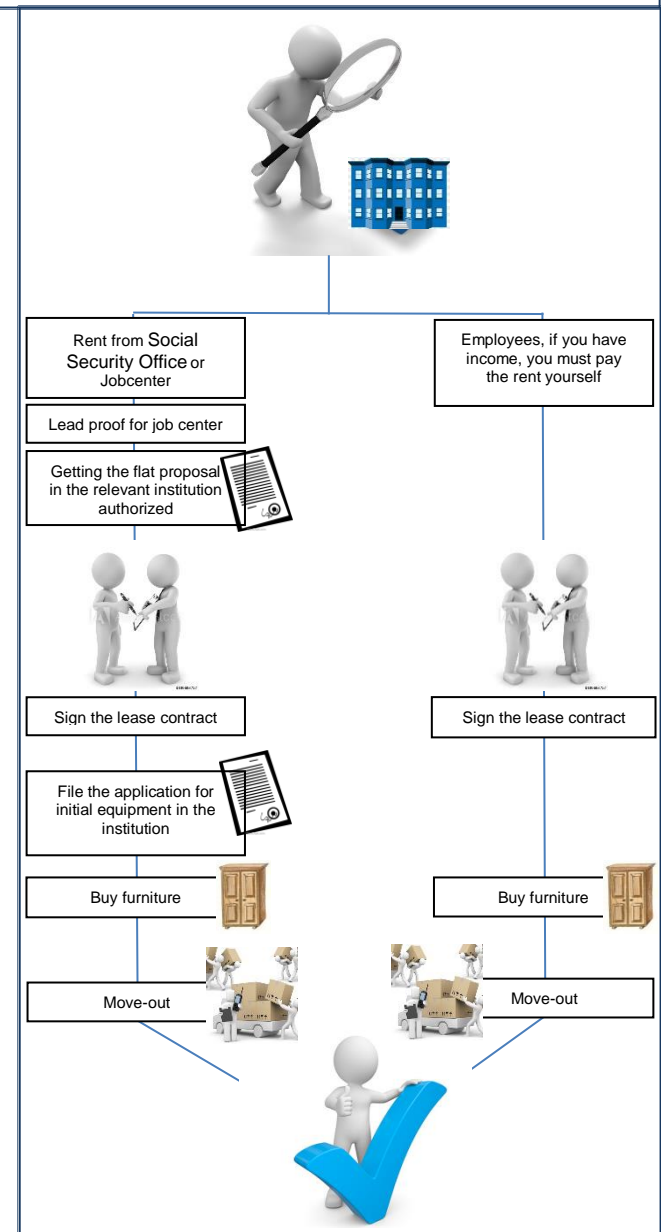 Rent from Social
Security Office or
Jobcenter
Employees, if you have
income, you must pay
the rent yourself
Lead proof for job center
Getting the flat proposal
in the relevant institution
authorized
Sign the lease contract
Sign the lease contract
File the application for
initial equipment in the
institution
Buy furniture
Buy furniture
Move-out
Move-out